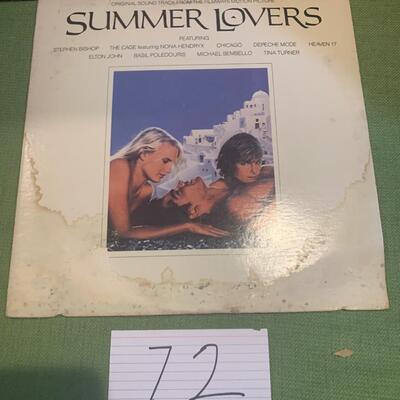 ORIGINAL SOUND TRACK FROM THE FILMWAYS MOTION PICTURE
SUMMER LOVERS
FEATURING
STEPHEN BISHOP THE CAGE featuring NONA HENDRYX CHICAGO DEPECHE MODE HEAVEN 17
ELTON JOHN BASIL POLEDOURIS MICHAEL SEMBELLO TINA TURNER
72